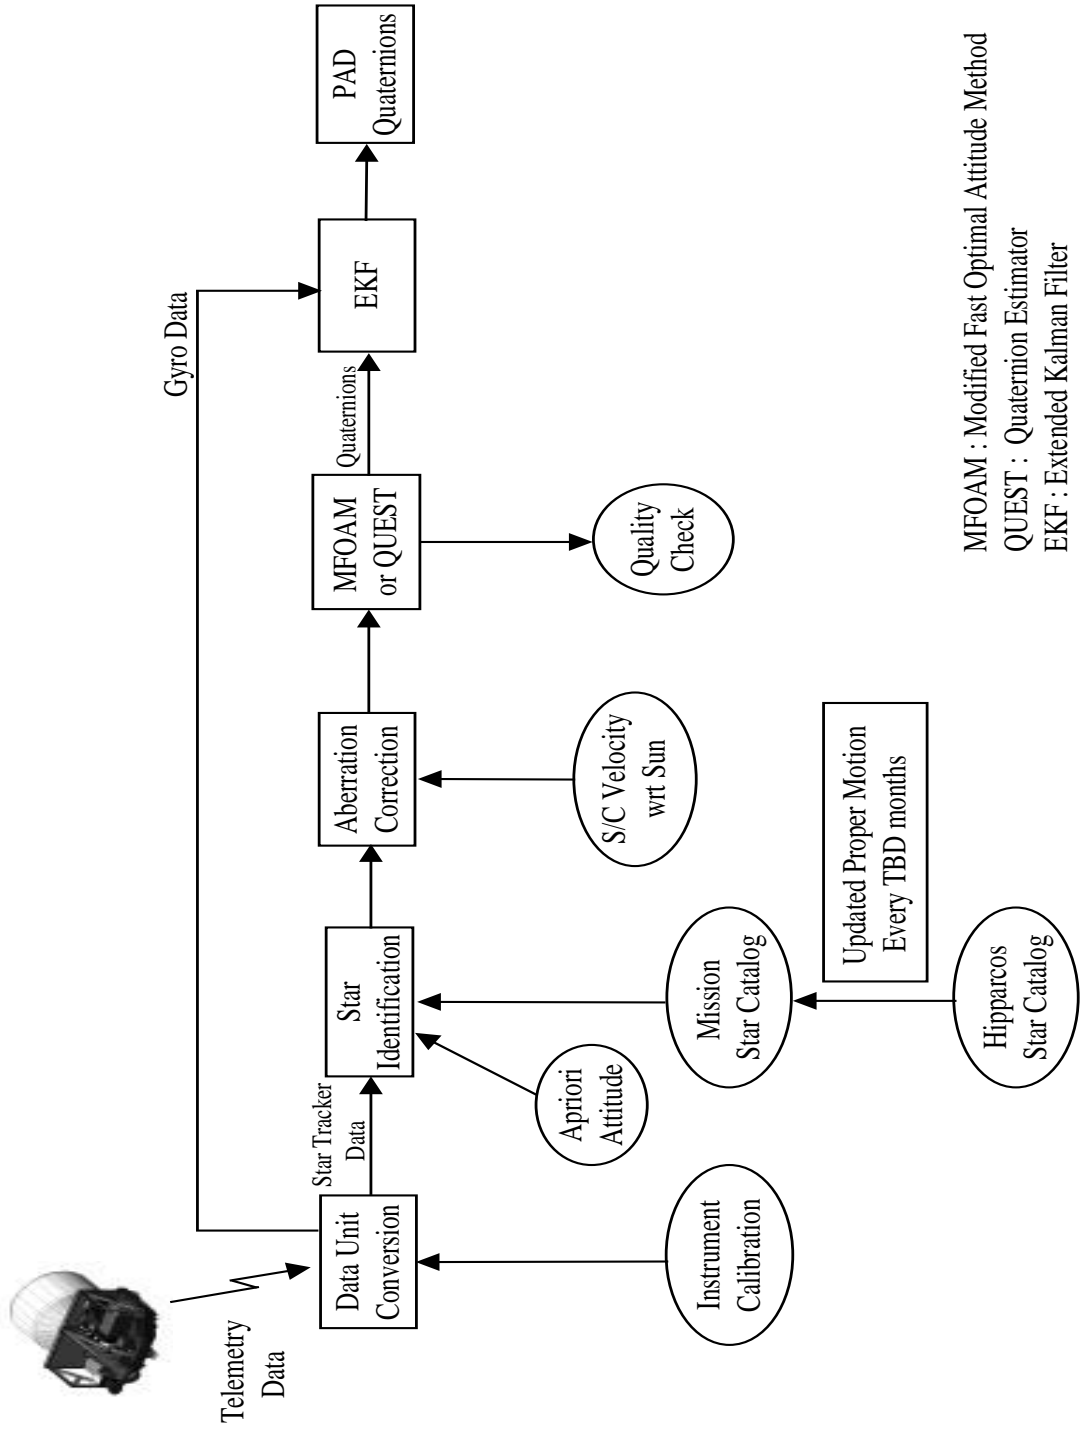 Telemetry
Data
Gyro Data
Data Unit
Conversion
Star Tracker
Data
Star
Identification
Aberration
Correction
MFOAM
or QUEST
Quaternions
EKF
PAD
Quaternions
Instrument
Calibration
Apriori
Attitude
Mission
Star Catalog
S/C Velocity
wrt Sun
Quality
Check
Hipparcos
Star Catalog
Updated Proper Motion
Every TBD months
MFOAM : Modified Fast Optimal Attitude Method
QUEST : Quaternion Estimator
EKF : Extended Kalman Filter